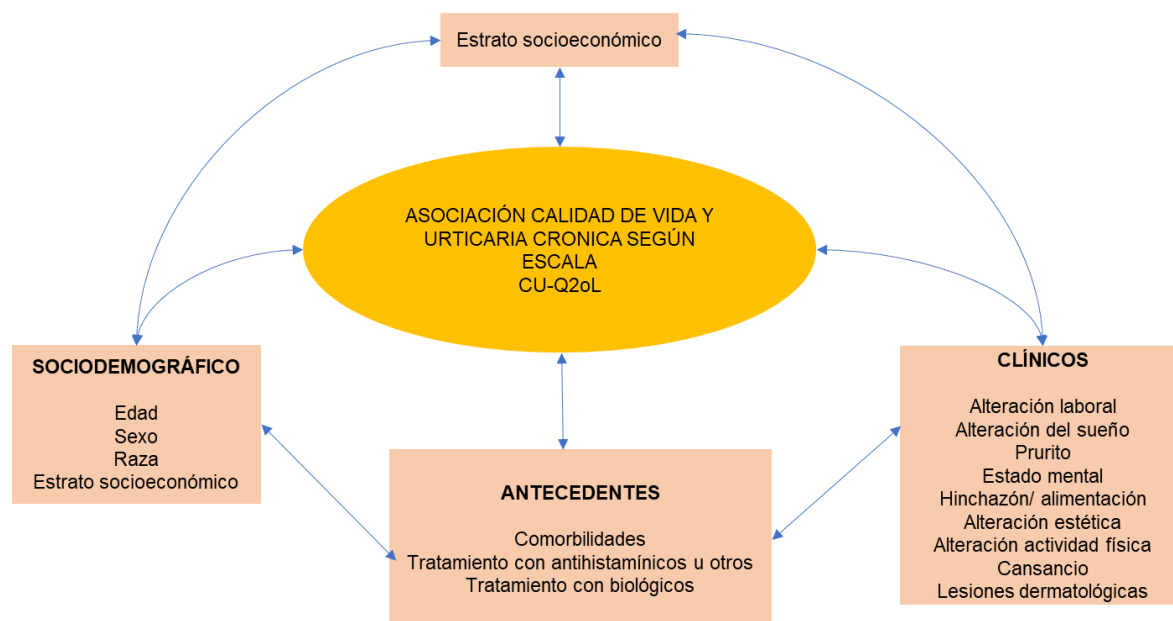 Estrato socioeconómico
ASOCIACIÓN CALIDAD DE VIDA Y
URTICARIA CRONICA SEGÚN
ESCALA
CU-Q2oL
SOCIODEMOGRÁFICO
Edad
Sexo
Raza
Estrato socioeconómico
ANTECEDENTES
Comorbilidades
Tratamiento con antihistamínicos u otros
Tratamiento con biológicos
CLÍNICOS
Alteración laboral
Alteración del sueño
Prurito
Estado mental
Hinchazón/ alimentación
Alteración estética
Alteración actividad física
Cansancio
Lesiones dermatológicas